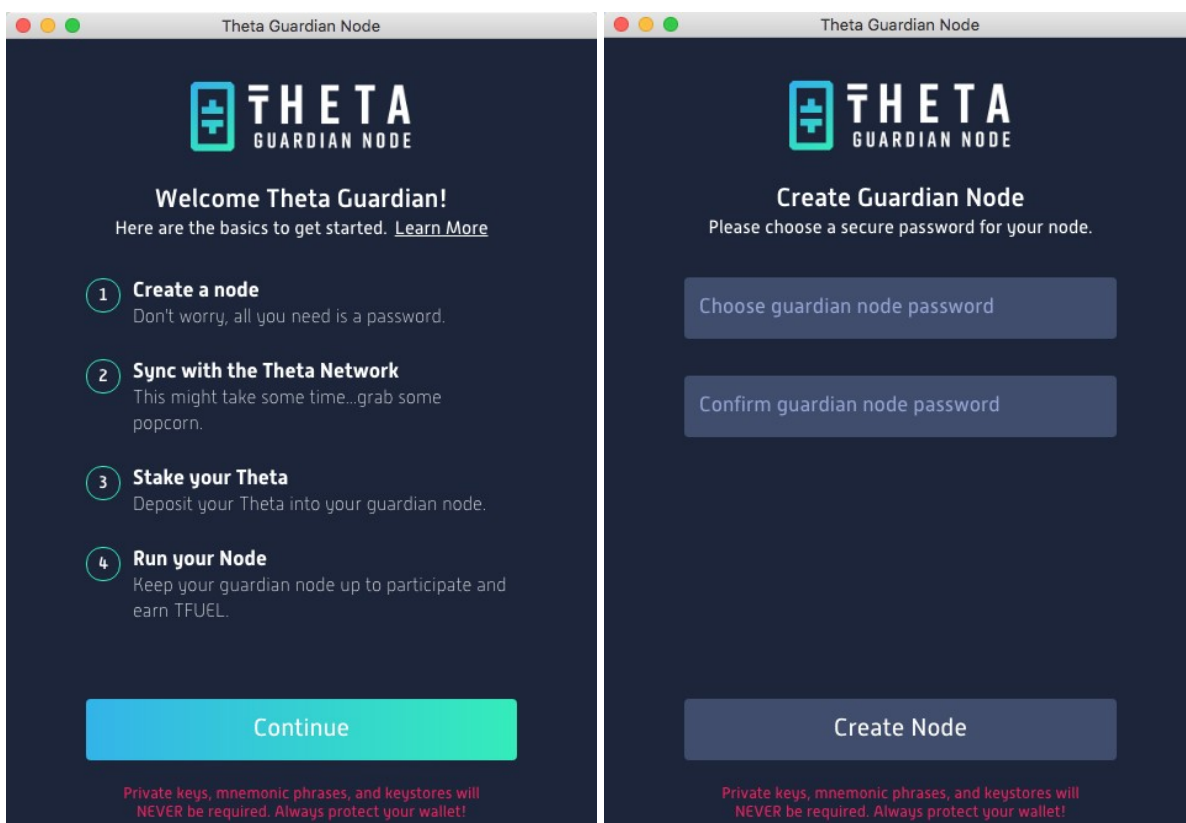 Theta Guardian Node
THETA
GUARDIAN NODE
Welcome Theta Guardian!
Here are the basics to get started. Learn More
1 Create a node
Don't worry, all you need is a password.
2 Sync with the Theta Network
This might take some time...grab some
popcorn.
3 Stake your Theta
Deposit your Theta into your guardian node.
4 Run your Node
Keep your guardian node up to participate and
earn TFUEL.
Continue
Private keys, mnemonic phrases, and keystores will
NEVER be required. Always protect your wallet!
Theta Guardian Node
THETA
GUARDIAN NODE
Create Guardian Node
Please choose a secure password for your node.
Choose guardian node password
Confirm guardian node password
Create Node
Private keys, mnemonic phrases, and keystores will
NEVER be required. Always protect your wallet!